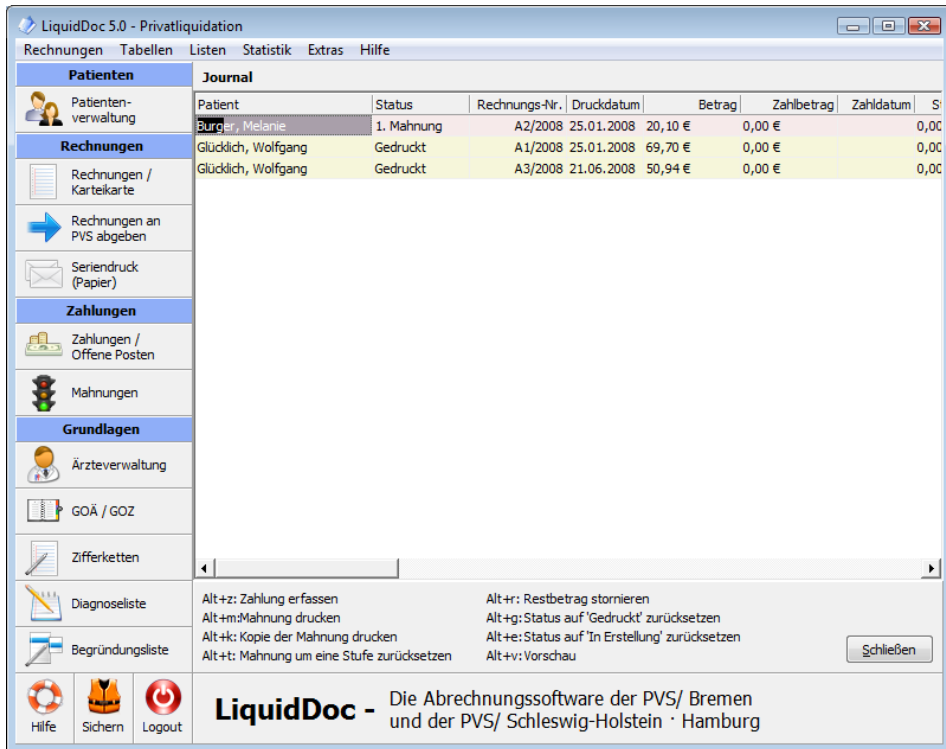 LiquidDoc 5.0 - Privatliquidation
Rechnungen Tabellen Listen Statistik Extras Hilfe
Patienten
Patienten-
verwaltung
Rechnungen
Rechnungen /
Karteikarte
Rechnungen an
PVS abgeben
Seriendruck
(Papier)
Zahlungen
Zahlungen /
Offene Posten
Mahnungen
Grundlagen
Ärzteverwaltung
GOÄ / GOZ
Zifferketten
Diagnoseliste
Begründungsliste
Hilfe Sichern Logout
Journal
Patient Status Rechnungs-Nr. Druckdatum Betrag Zahlbetrag Zahldatum S
Burger, Melanie 1. Mahnung A2/2008 25.01.2008 20,10 € 0,00 € 0,00
Glücklich, Wolfgang Gedruckt A1/2008 25.01.2008 69,70 € 0,00 € 0,00
Glücklich, Wolfgang Gedruckt A3/2008 21.06.2008 50,94 € 0,00 € 0,00
Alt+z: Zahlung erfassen
Alt+m:Mahnung drucken
Alt+k: Kopie der Mahnung drucken
Alt+t: Mahnung um eine Stufe zurücksetzen
Alt+r: Restbetrag stornieren
Alt+g:Status auf 'Gedruckt' zurücksetzen
Alt+e:Status auf 'In Erstellung' zurücksetzen
Alt+v:Vorschau
Schließen
LiquidDoc - Die Abrechnungssoftware der PVS/ Bremen
und der PVS/ Schleswig-Holstein · Hamburg